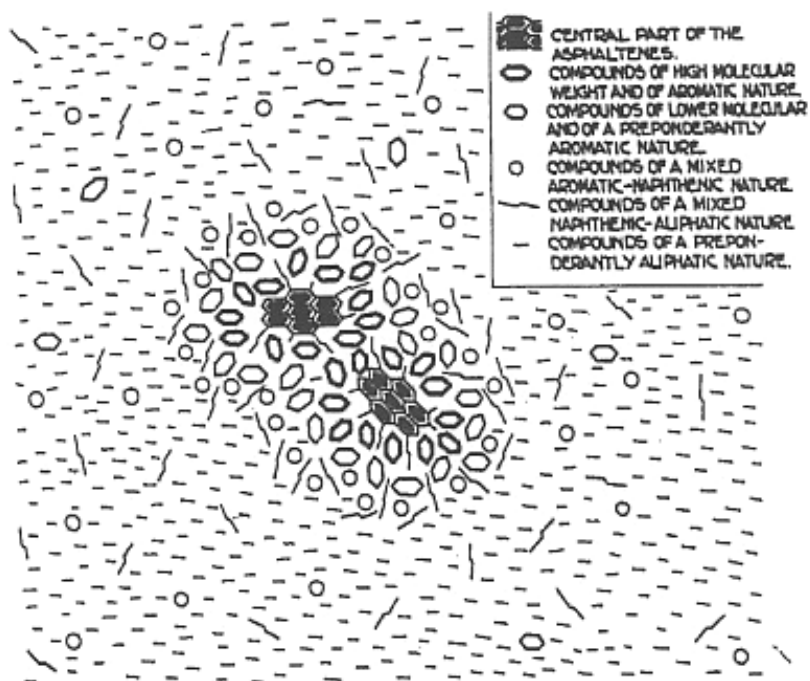 CENTRAL PART OF THE
ASPHALTENES.
COMPOUNDS OF HIGH MOLECULAR
WEIGHT AND OF AROMATIC NATURE.
COMPOUNDS OF LOWER MOLECULAR
AND OF A PREPONDERANTLY
AROMATIC NATURE.
COMPOUNDS OF A MIXED
AROMATIC-NAPHTHENIC NATURE
COMPOUNDS OF A MIXED
NAPHTHENIC-ALIPHATIC NATURE
COMPOUNDS OF A PREPON-
DERANTLY ALIPHATIC NATURE.